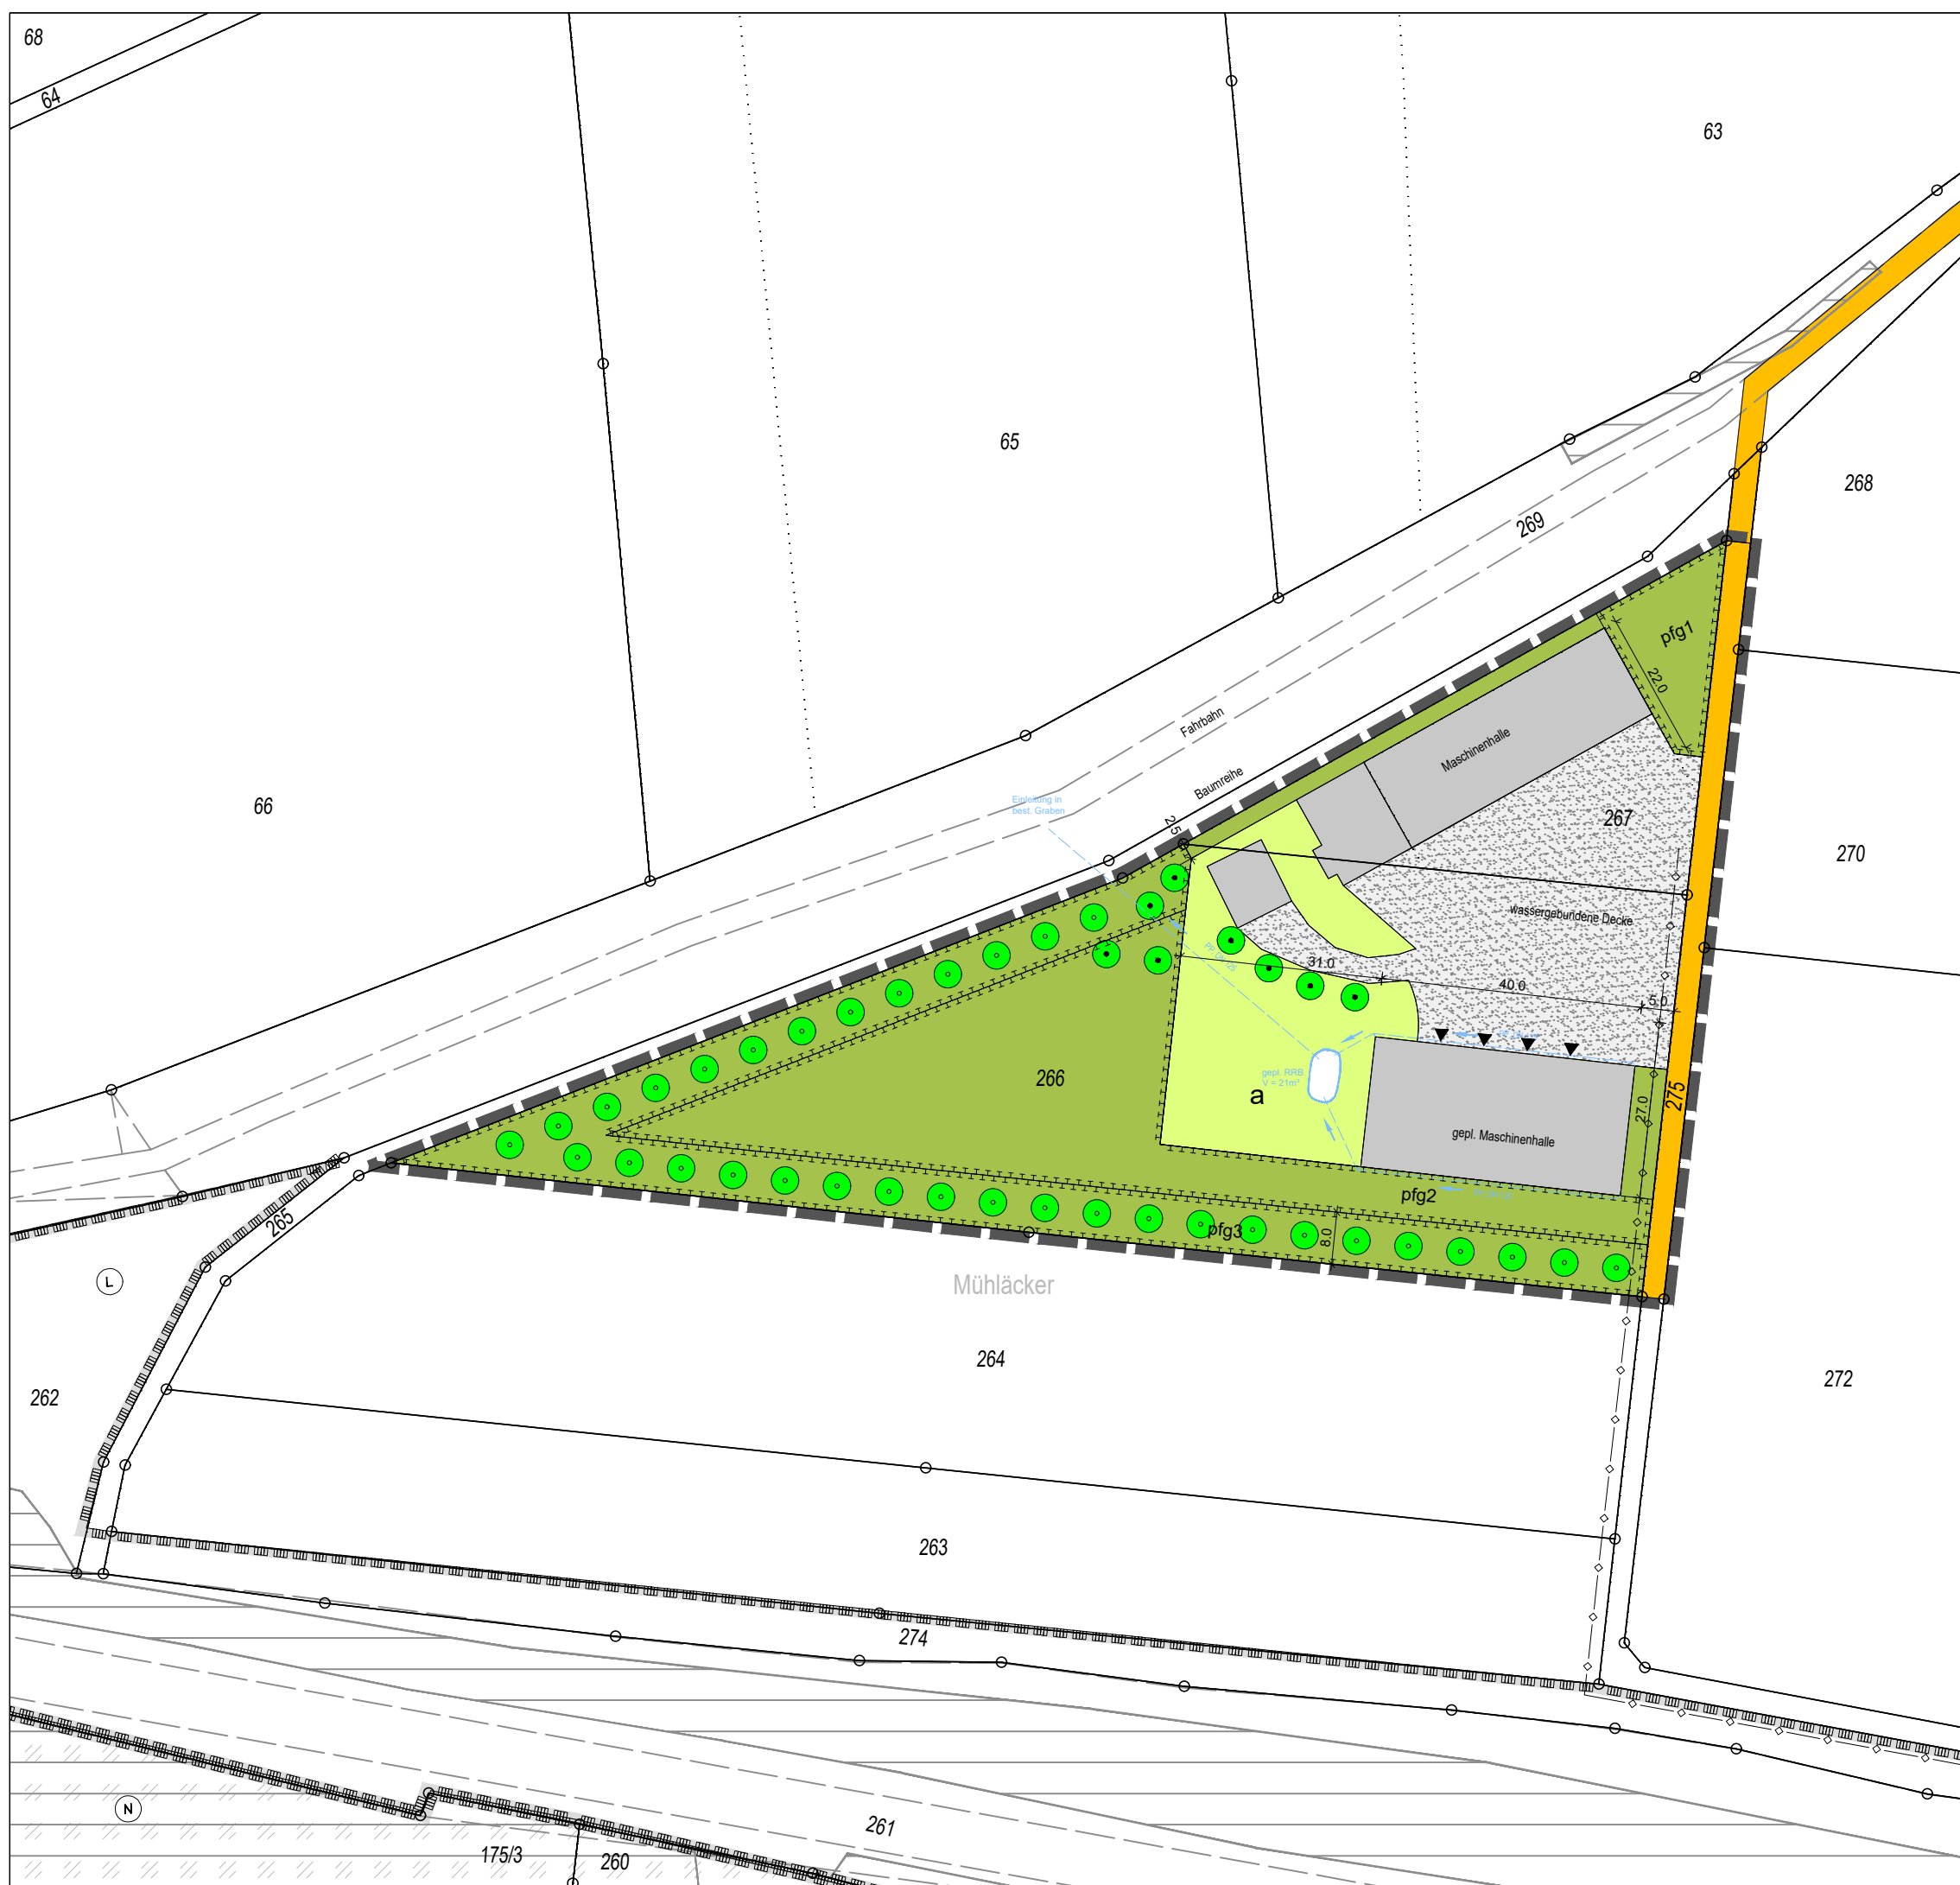 68
64
63
65
268
269
pfg1
22.0
Fahrbahn
Maschinenhalle
Baumreihe
66
Einleitung in
best. Graben
2.5
267
270
wassergebundene Decke
31.0
40.0
5.0
266
gepl. RRB
V = 21m³
a
275
27.0
gepl. Maschinenhalle
pfg2
pfg3
8.0
265
L
Mühläcker
264
272
262
263
274
N
261
175/3
260